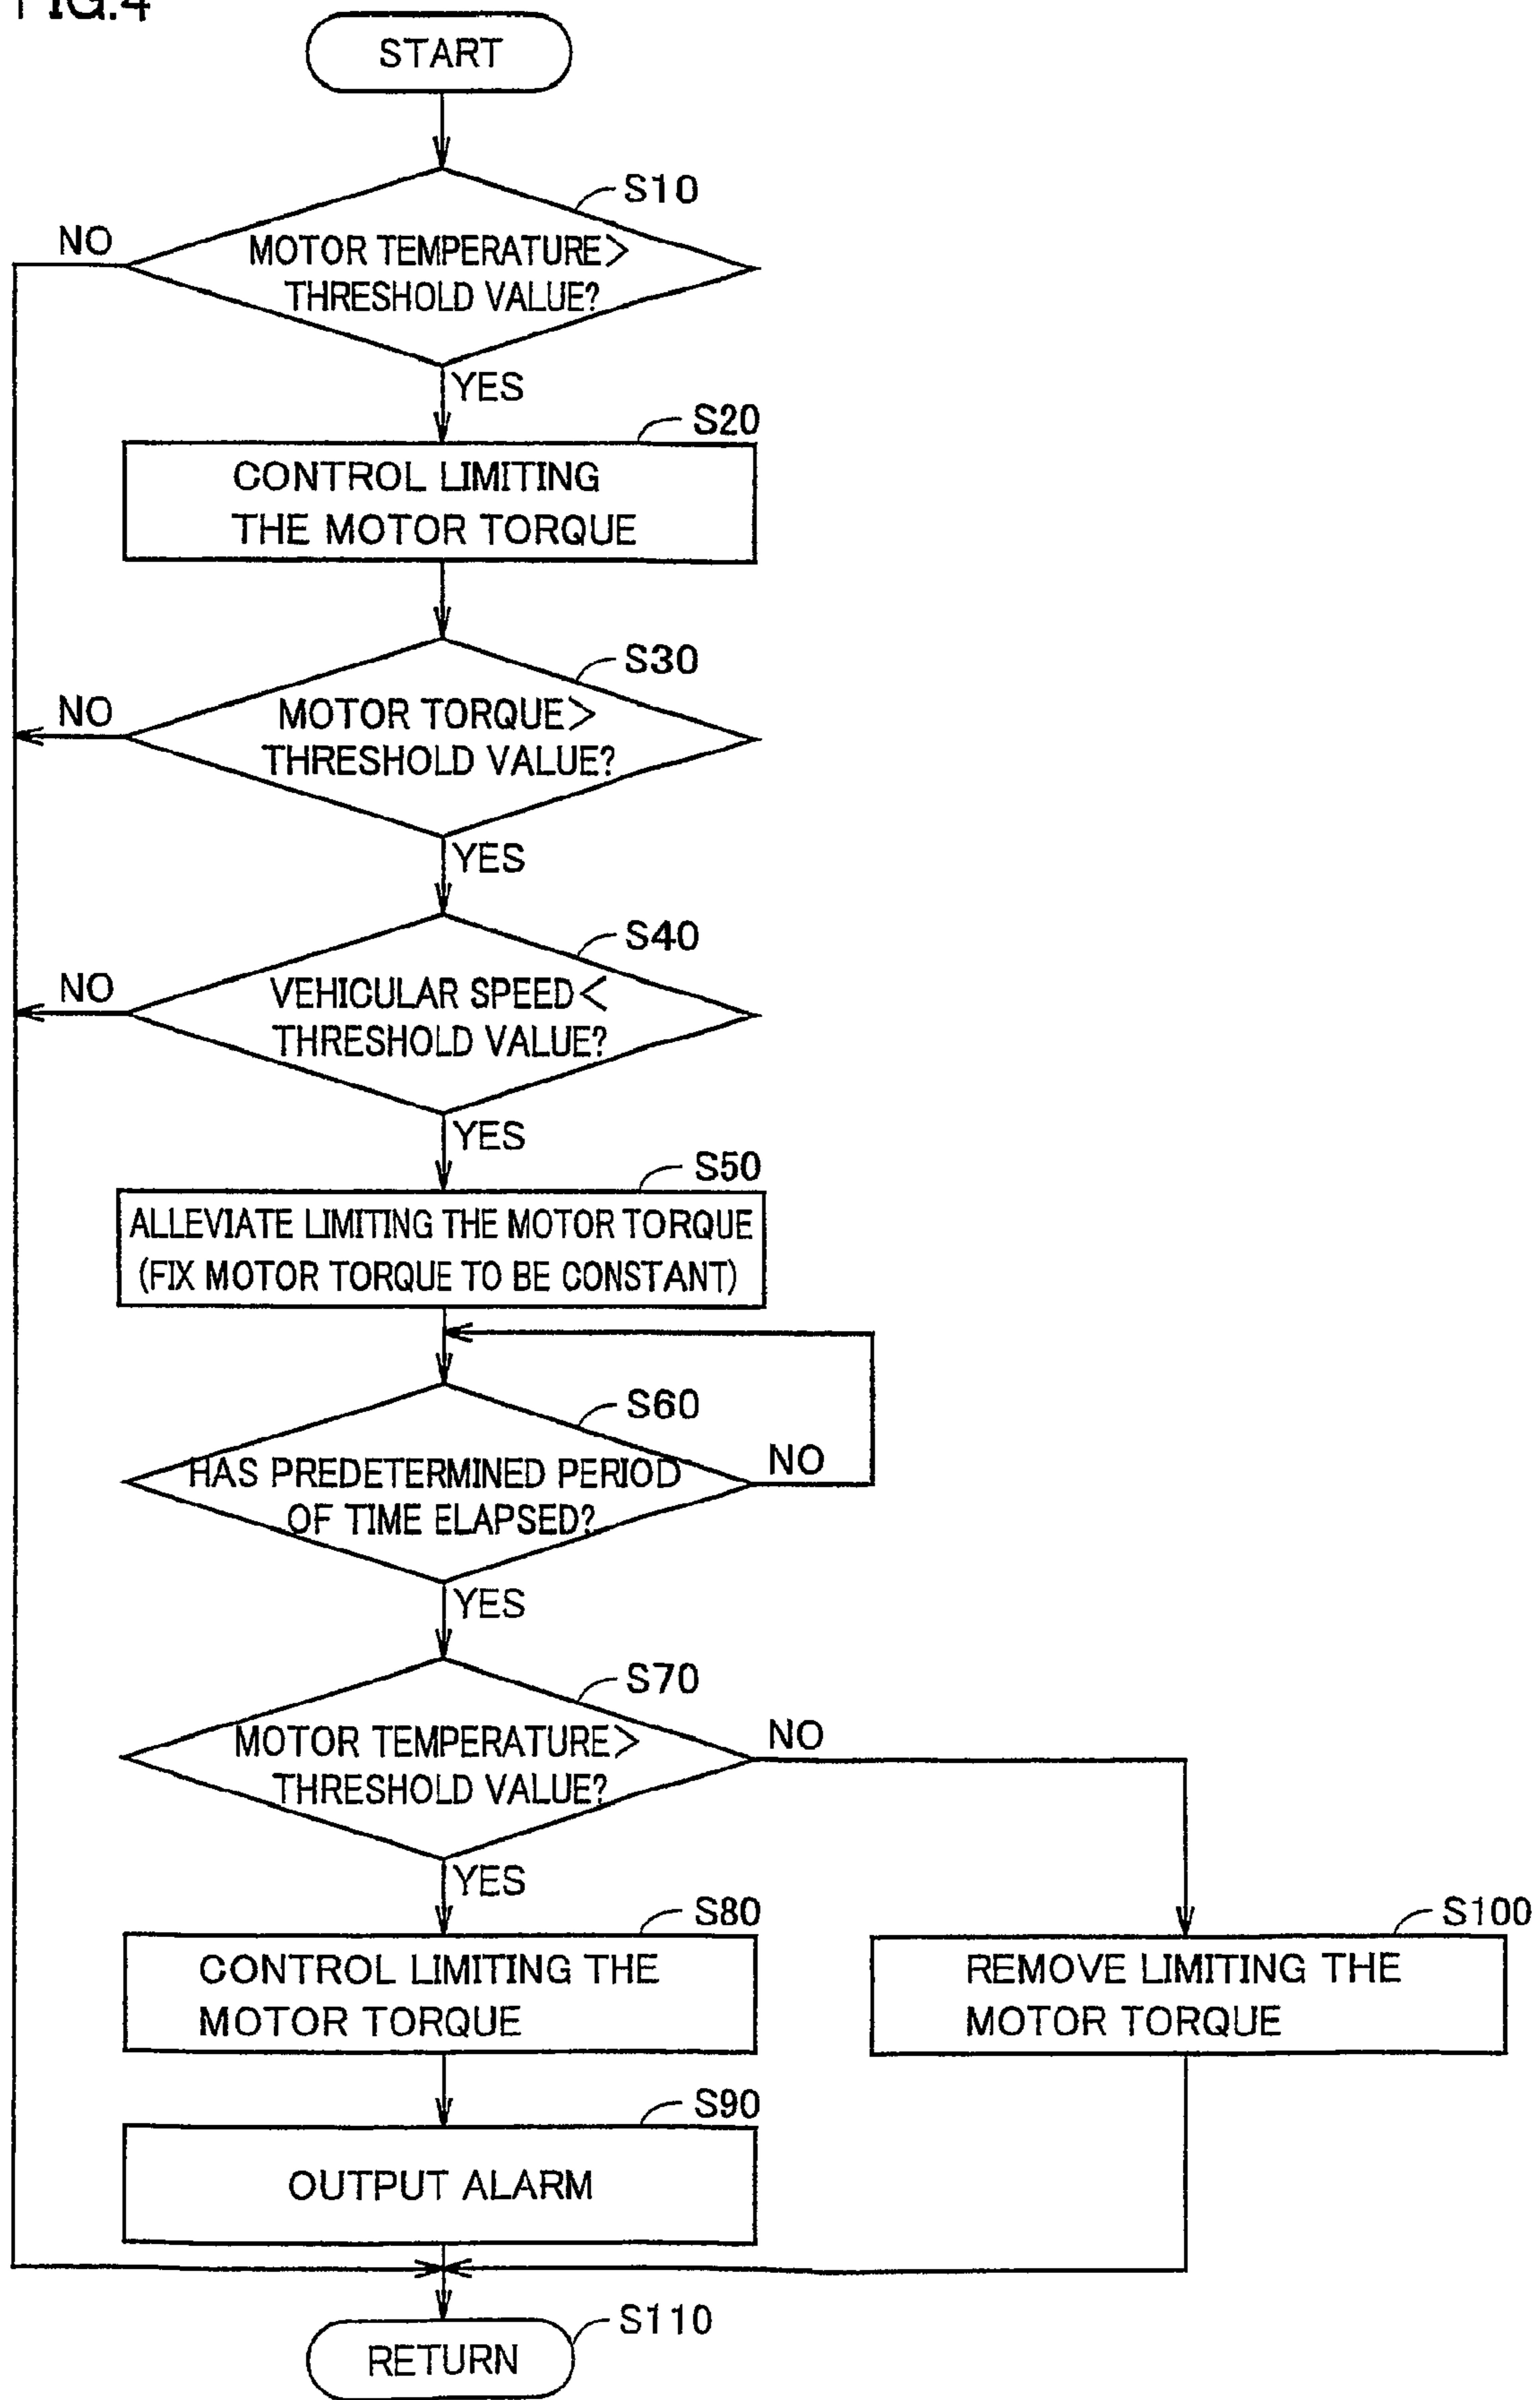 FIG.4
START
S10
NO
MOTOR TEMPERATURE>
THRESHOLD VALUE?
YES
S20
CONTROL LIMITING
THE MOTOR TORQUE
S30
NO
MOTOR TORQUE>
THRESHOLD VALUE?
YES
S40
NO
VEHICULAR SPEED<
THRESHOLD VALUE?
YES
S50
ALLEVIATE LIMITING THE MOTOR TORQUE
(FIX MOTOR TORQUE TO BE CONSTANT)
S60
HAS PREDETERMINED PERIOD
OF TIME ELAPSED?
NO
YES
S70
MOTOR TEMPERATURE>
THRESHOLD VALUE?
NO
YES
S80
CONTROL LIMITING THE
MOTOR TORQUE
S100
REMOVE LIMITING THE
MOTOR TORQUE
S90
OUTPUT ALARM
S110
RETURN